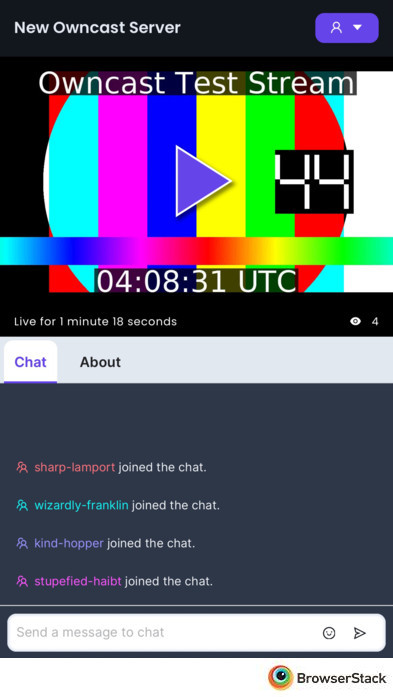 New Owncast Server
Owncast Test Stream
44
04:08:31 UTC
Live for 1 minute 18 seconds
4
Chat
About
sharp-lamport joined the chat.
wizardly-franklin joined the chat.
kind-hopper joined the chat.
stupefied-haibt joined the chat.
Send a message to chat
BrowserStack